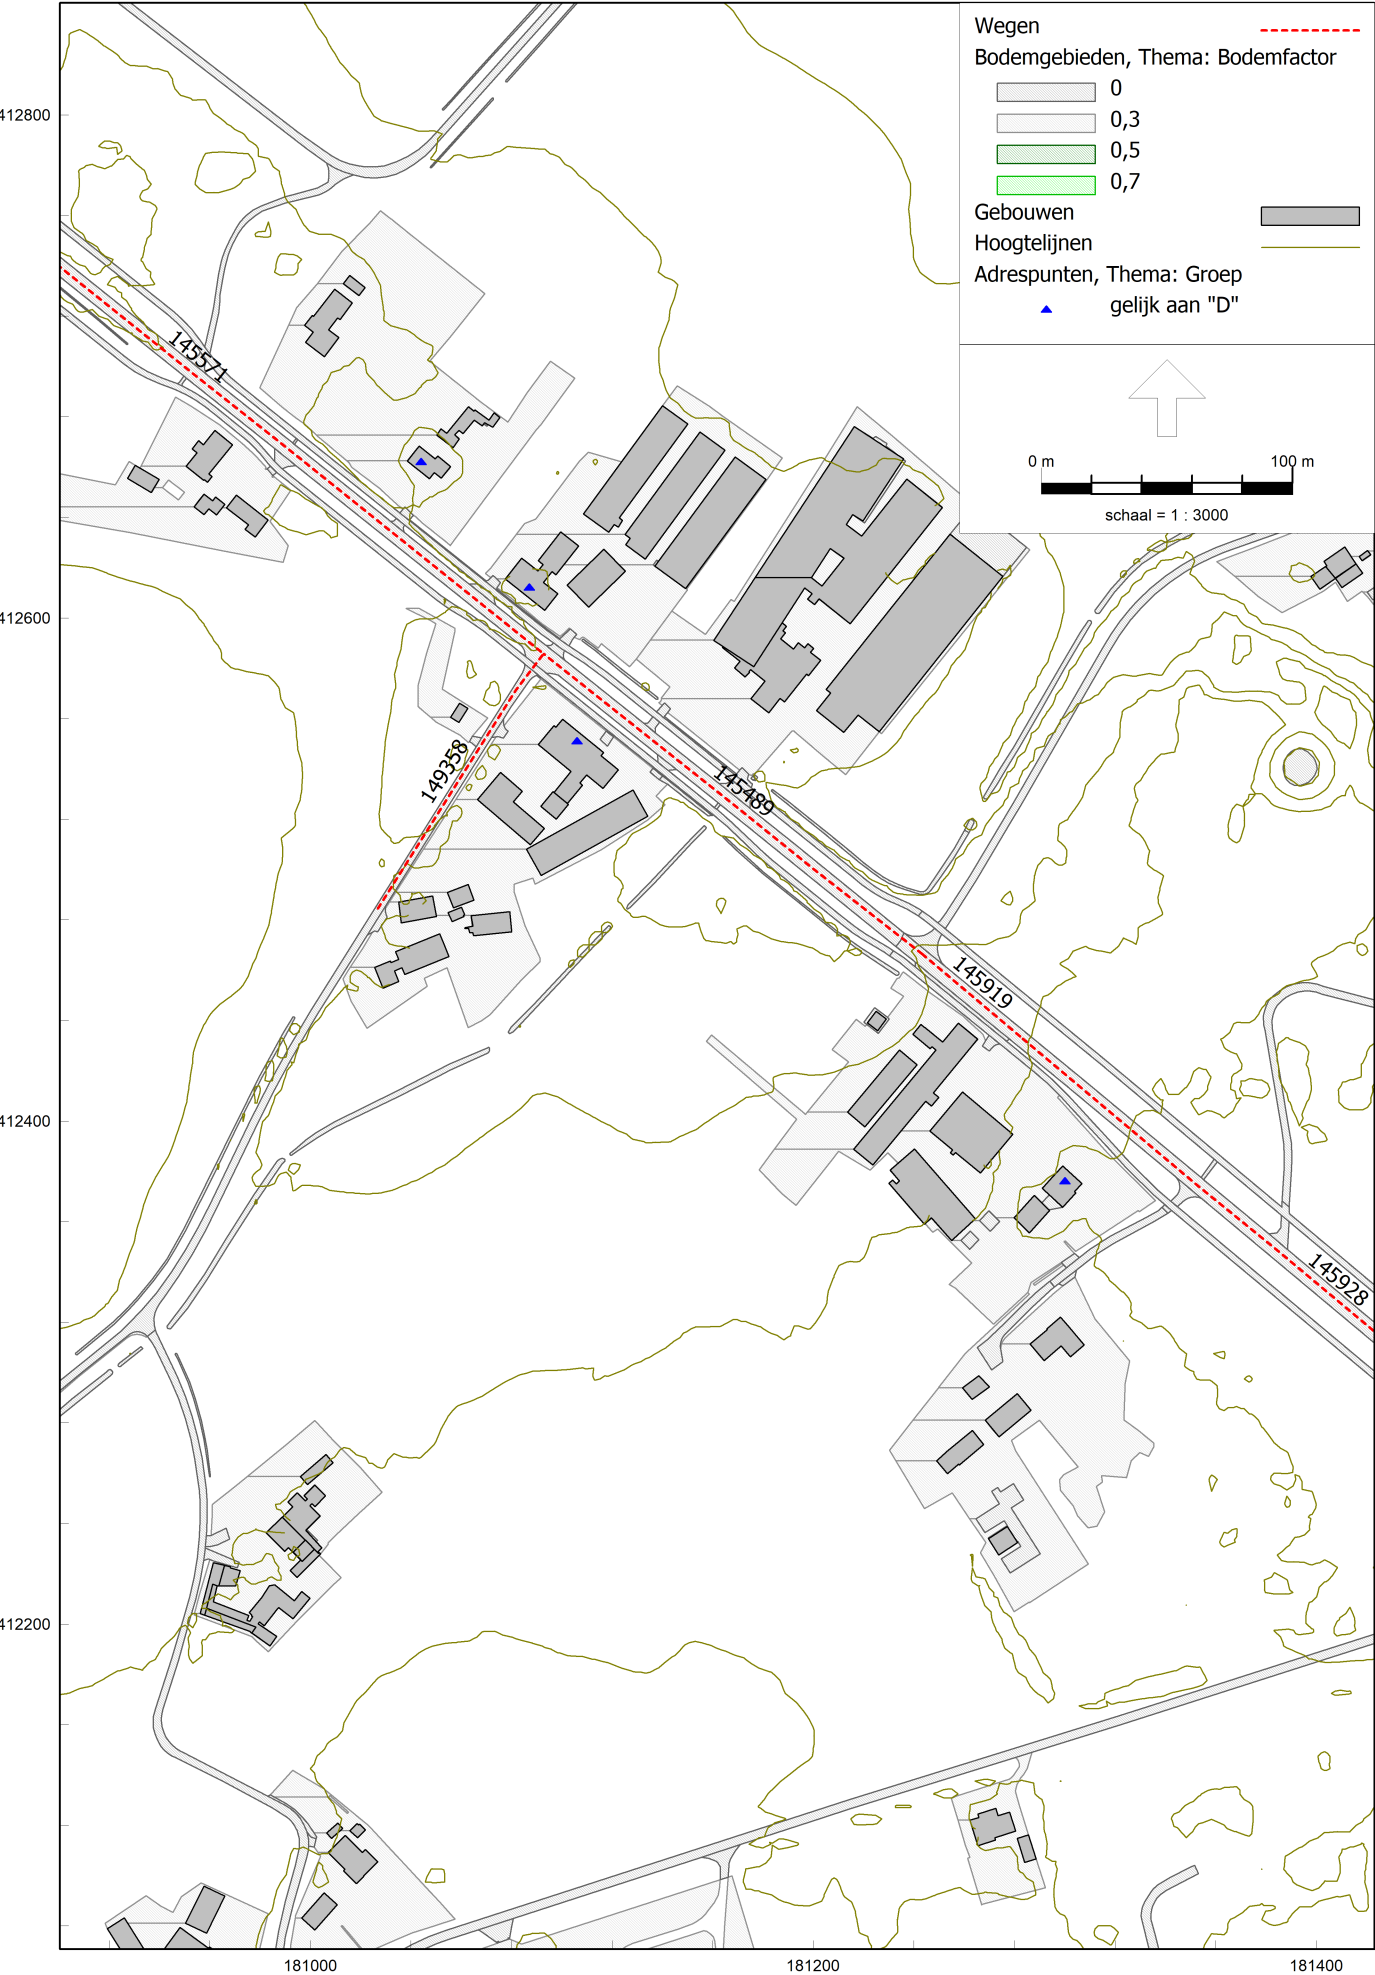 Wegen
Bodemgebieden, Thema: Bodemfactor
0
0,3
0,5
0,7
Gebouwen
Hoogtelijnen
Adrespunten, Thema: Groep
gelijk aan "D"
0 m 100 m
schaal = 1 : 3000
412800
145571
412600
149358
145489
145919
412400
145928
412200
181000 181200 181400